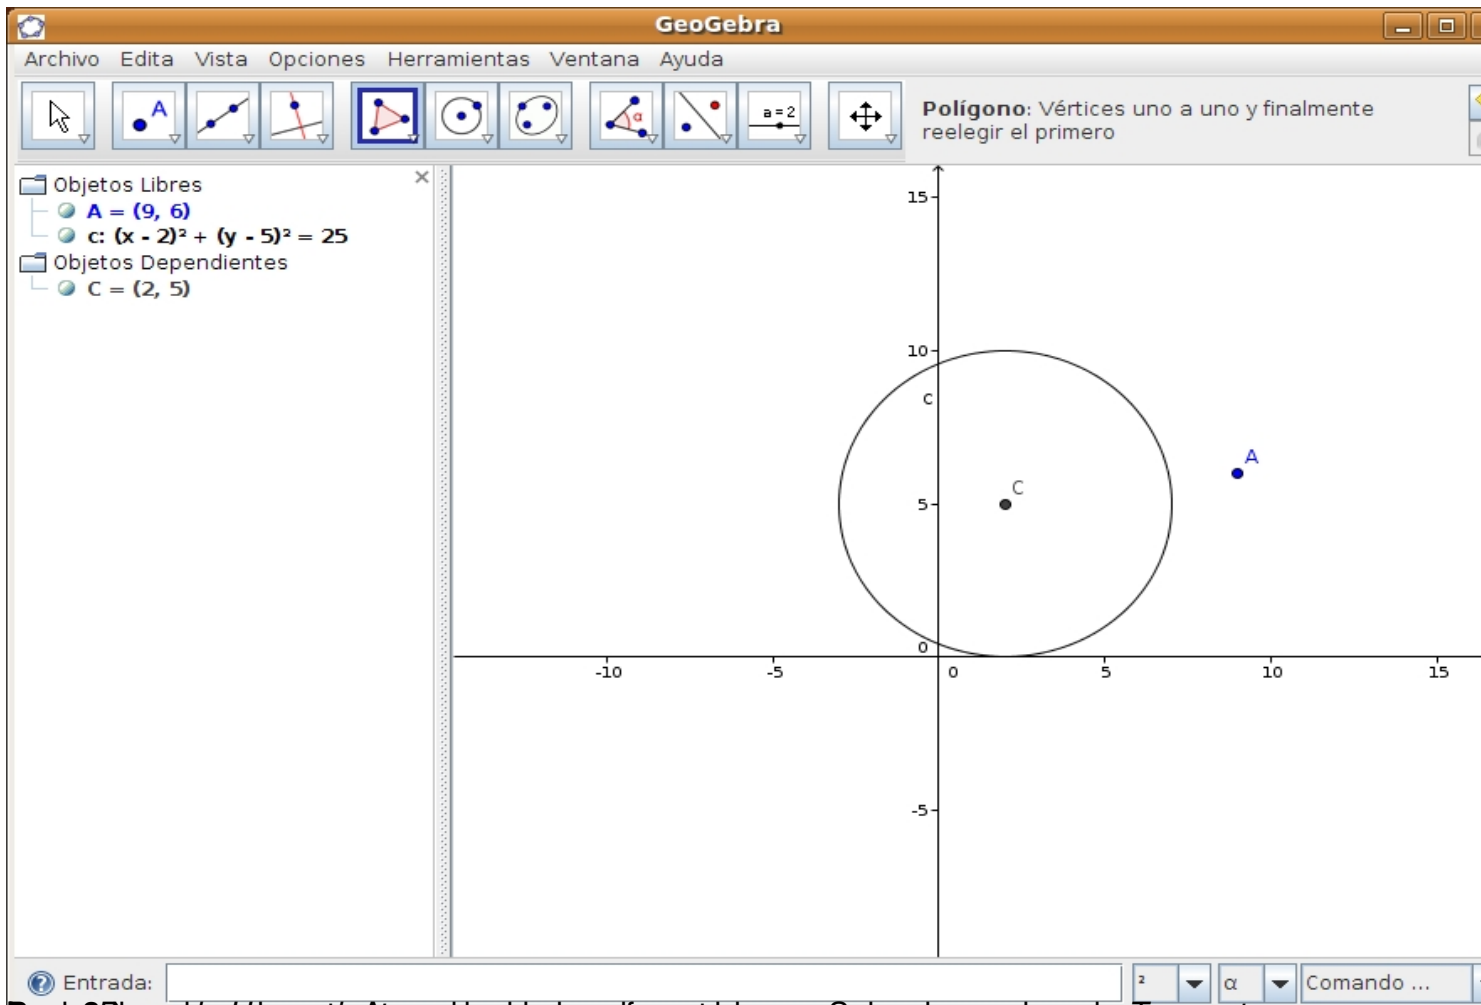 GeoGebra
Archivo Edita Vista Opciones Herramientas Ventana Ayuda
A
α
a=2
Polígono: Vértices uno a uno y finalmente
reelegir el primero
Objetos Libres
A = (9, 6)
c: (x - 2)² + (y - 5)² = 25
Objetos Dependientes
C = (2, 5)
15
10
c
A
C
5
0
-10 -5 0 5 10 15
-5
Entrada:
² α Comando ...